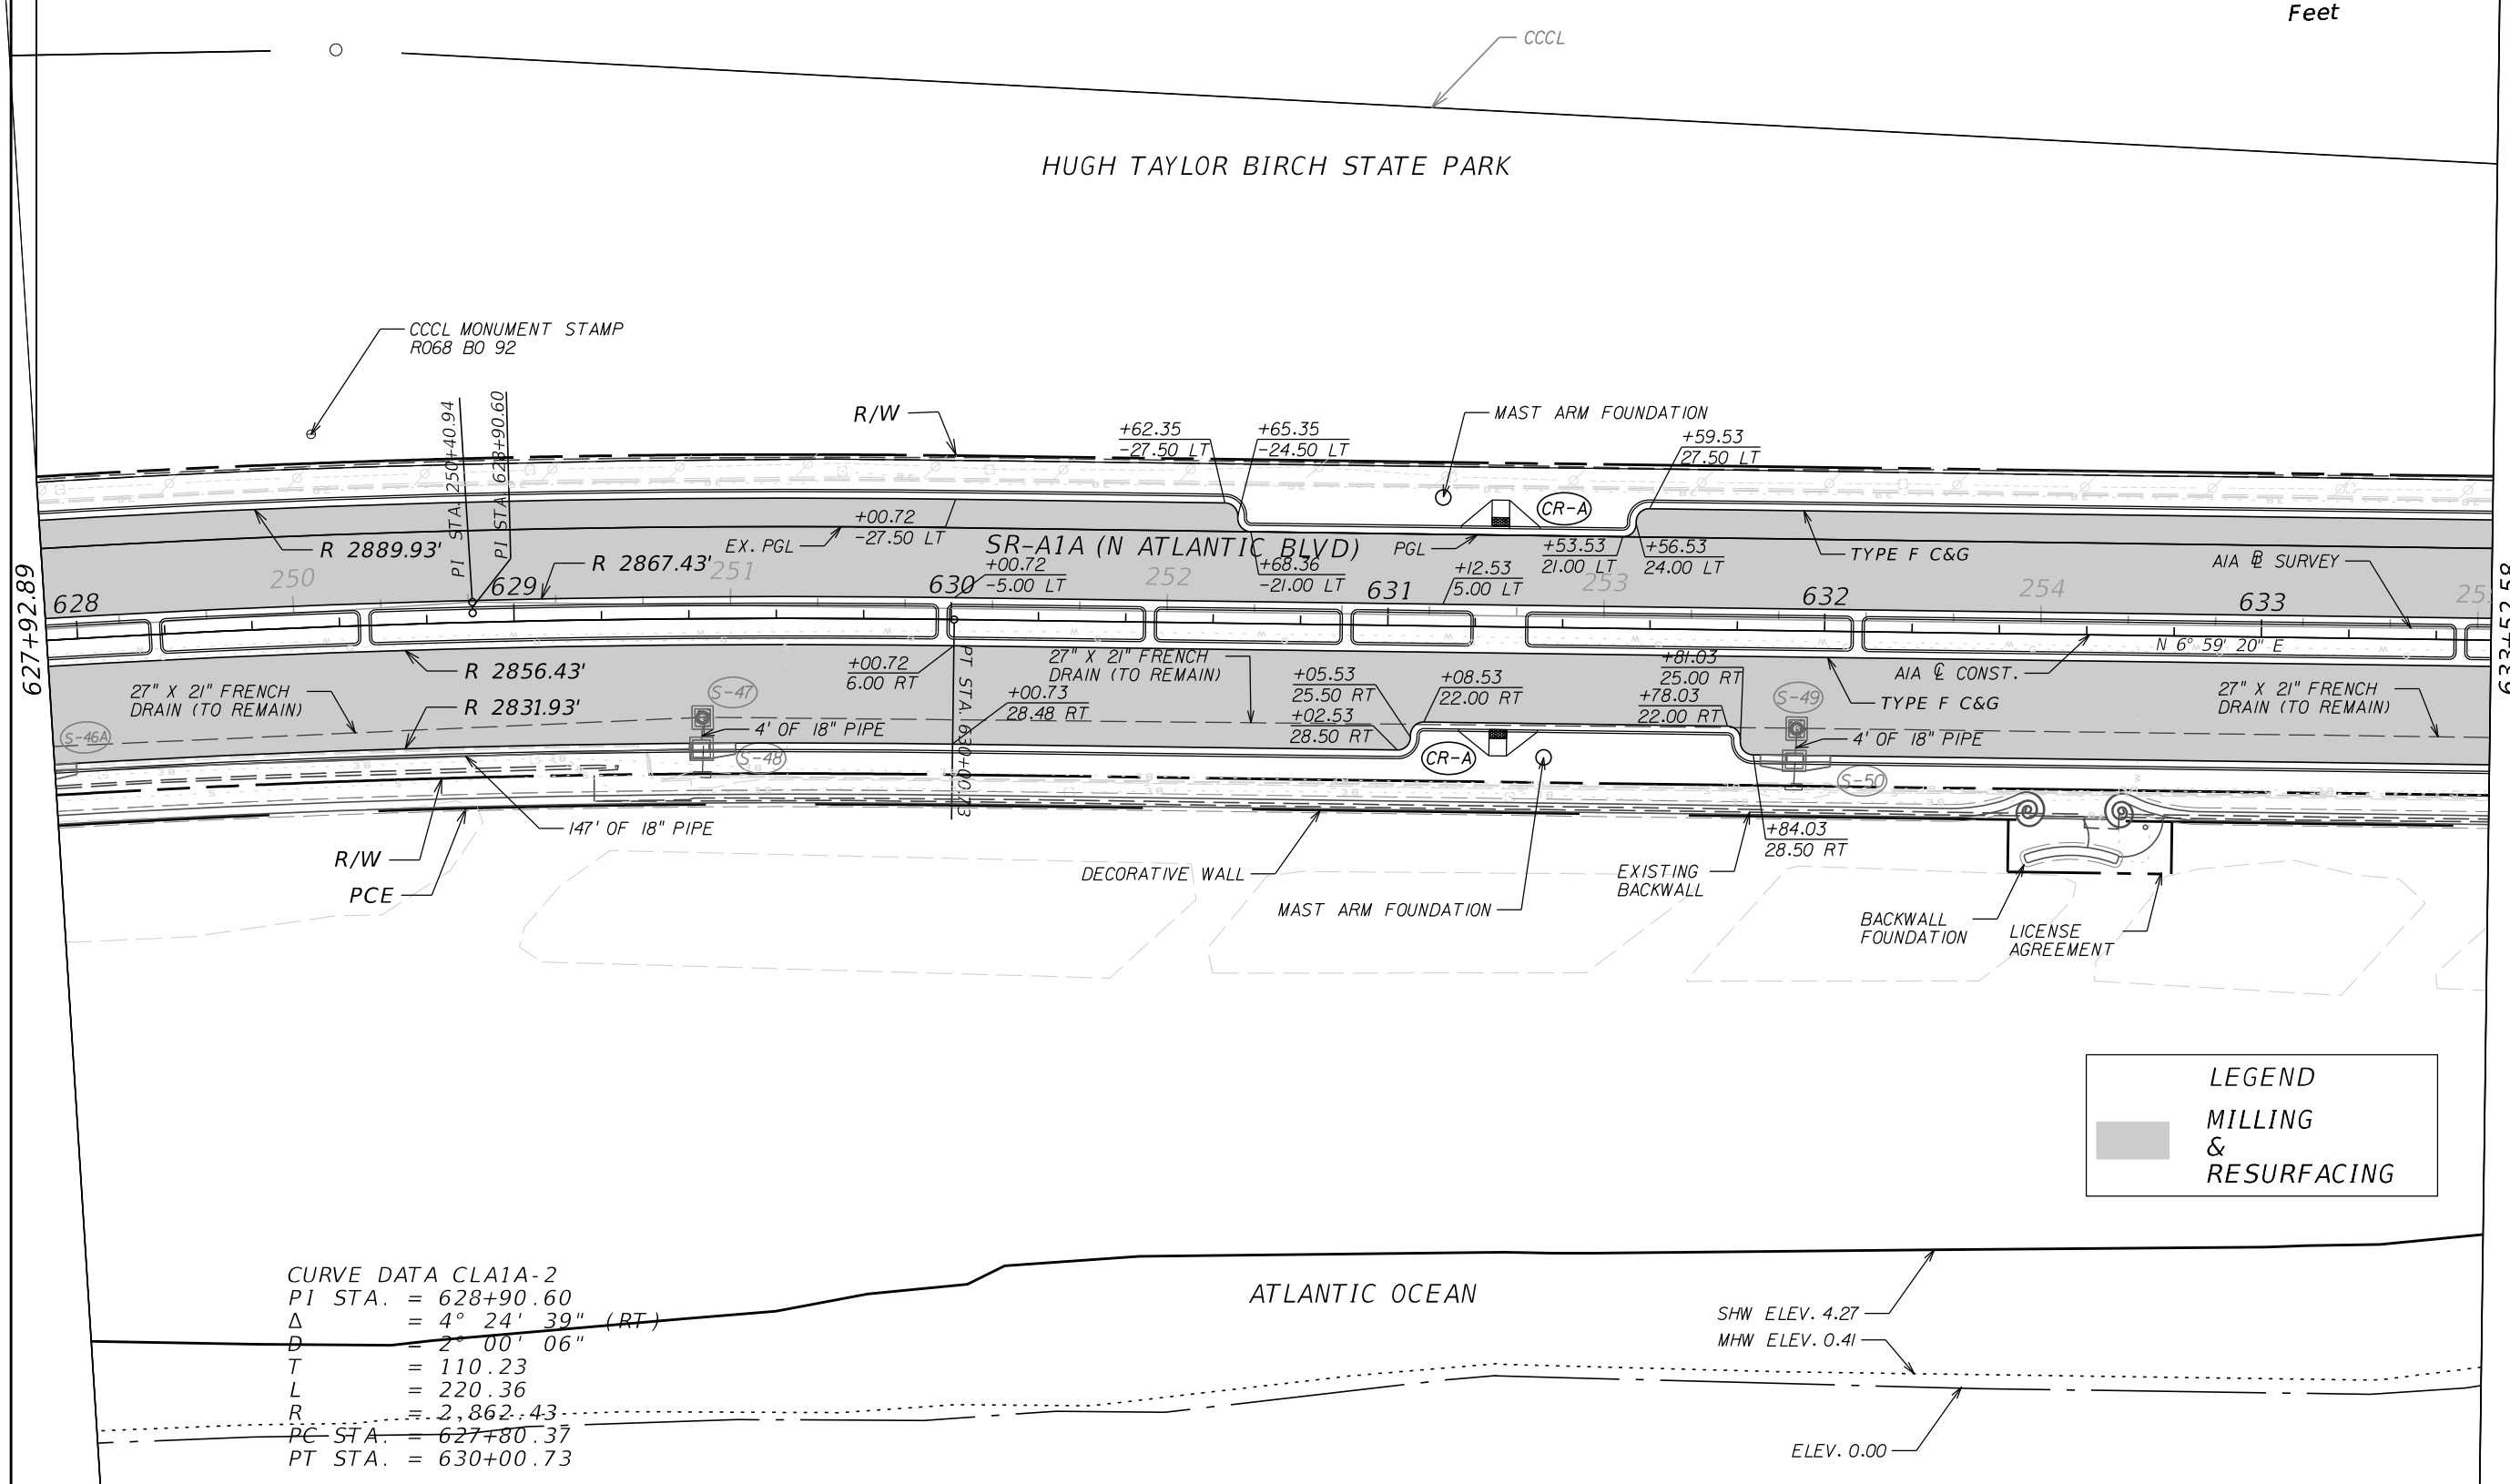 Feet
CCCL
HUGH TAYLOR BIRCH STATE PARK
CCCL MONUMENT STAMP
R068 B0 92
PI STA. 250+40.94
PI STA. 628+90.60
R/W
+62.35
-27.50 LT
+65.35
-24.50 LT
MAST ARM FOUNDATION
+59.53
27.50 LT
CR-A
R 2889.93'
+00.72
-27.50 LT
EX. PGL
SR-A1A (N ATLANTIC BLVD)
PGL
+53.53
21.00 LT
+56.53
24.00 LT
TYPE F C&G
A1A B SURVEY
R 2867.43'
+00.72
-5.00 LT
+68.36
-21.00 LT
+12.53
5.00 LT
250
251
252
253
254
628
629
630
631
632
633
627+92.89
N 6° 59' 20" E
R 2856.43'
+00.72
6.00 RT
27" X 21" FRENCH
DRAIN (TO REMAIN)
+81.03
25.00 RT
A1A CL CONST.
TYPE F C&G
27" X 21" FRENCH
DRAIN (TO REMAIN)
R 2831.93'
S-47
+00.73
28.48 RT
+05.53
25.50 RT
+02.53
28.50 RT
+08.53
22.00 RT
+78.03
22.00 RT
S-49
27" X 21" FRENCH
DRAIN (TO REMAIN)
S-46A
4' OF 18" PIPE
S-48
PT STA. 630+00.73
CR-A
4' OF 18" PIPE
S-50
147' OF 18" PIPE
R/W
PCE
DECORATIVE WALL
MAST ARM FOUNDATION
EXISTING
BACKWALL
+84.03
28.50 RT
BACKWALL
FOUNDATION
LICENSE
AGREEMENT
LEGEND
MILLING
&
RESURFACING
CURVE DATA CLA1A-2
PI STA. = 628+90.60
Δ = 4° 24' 39" (RT)
D = 2° 00' 06"
T = 110.23
L = 220.36
R = 2,862.43
PC STA. = 627+80.37
PT STA. = 630+00.73
ATLANTIC OCEAN
SHW ELEV. 4.27
MHW ELEV. 0.41
ELEV. 0.00